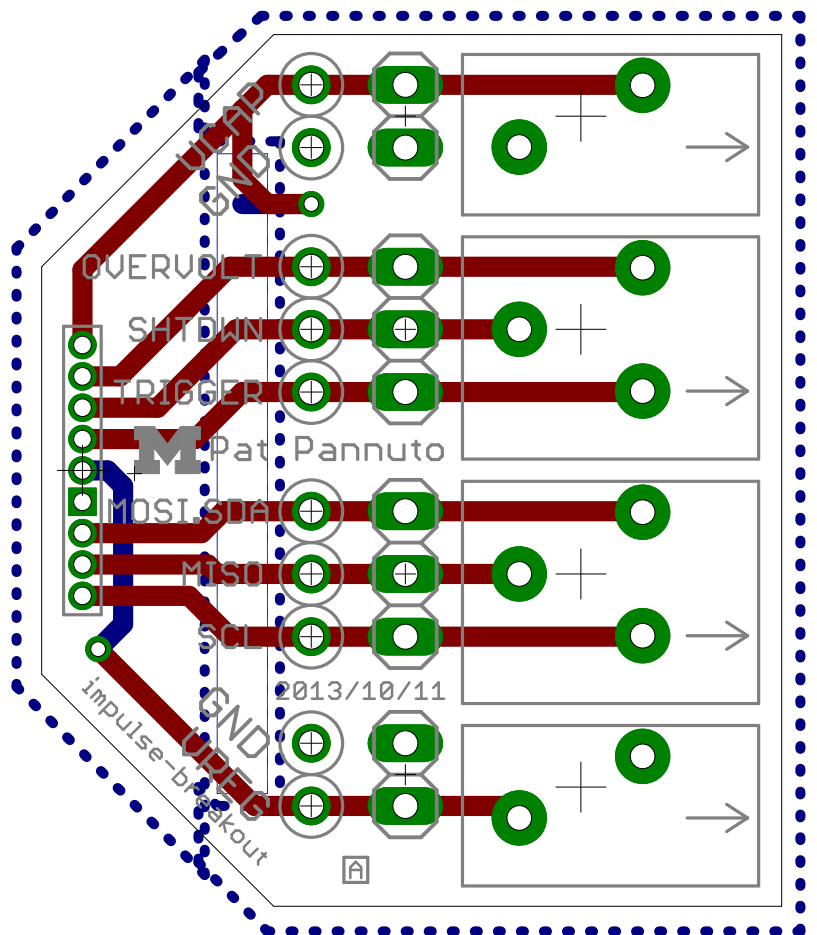 VCAP
GND
OVERVOLT
SHTDWN
TRIGGER
M Pat Pannuto
MOSI.SDA
MISO
SCL
2013/10/11
GND
VREG
impulse-breakout
A